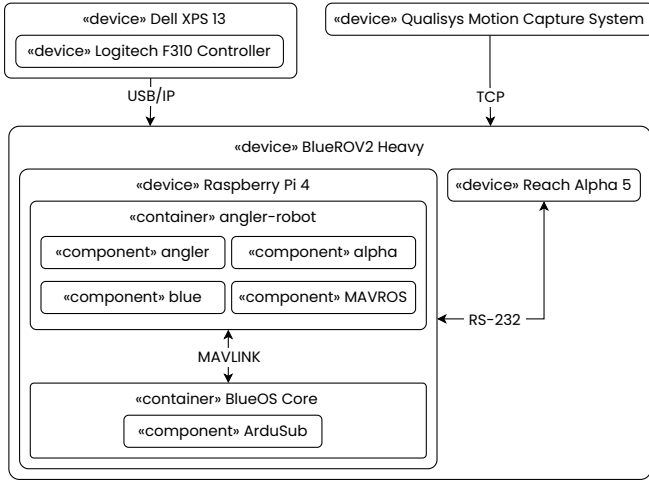 «device» Dell XPS 13
«device» Logitech F310 Controller
«device» Qualisys Motion Capture System
USB/IP
TCP
«device» BlueROV2 Heavy
«device» Raspberry Pi 4
«device» Reach Alpha 5
«container» angler-robot
«component» angler
«component» alpha
«component» blue
«component» MAVROS
RS-232
MAVLINK
«container» BlueOS Core
«component» ArduSub